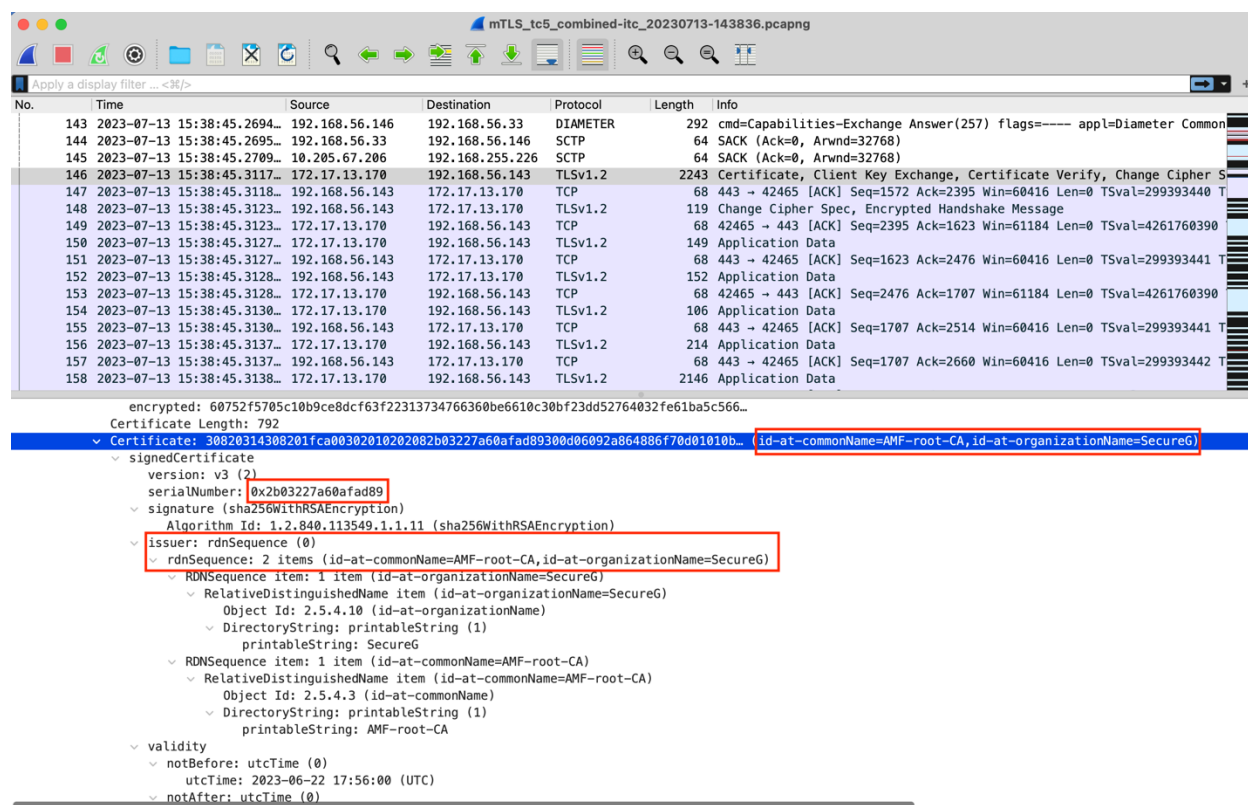 mTLS_tc5_combined-itc_20230713-143836.pcapng
Apply a display filter ... <⌘/>
No. Time Source Destination Protocol Length Info
143 2023-07-13 15:38:45.2694… 192.168.56.146 192.168.56.33 DIAMETER 292 cmd=Capabilities-Exchange Answer(257) flags=---- appl=Diameter Common
144 2023-07-13 15:38:45.2695… 192.168.56.33 192.168.56.146 SCTP 64 SACK (Ack=0, Arwnd=32768)
145 2023-07-13 15:38:45.2709… 10.205.67.206 192.168.255.226 SCTP 64 SACK (Ack=0, Arwnd=32768)
146 2023-07-13 15:38:45.3117… 172.17.13.170 192.168.56.143 TLSv1.2 2243 Certificate, Client Key Exchange, Certificate Verify, Change Cipher S
147 2023-07-13 15:38:45.3118… 192.168.56.143 172.17.13.170 TCP 68 443 → 42465 [ACK] Seq=1572 Ack=2395 Win=60416 Len=0 TSval=299393440 T
148 2023-07-13 15:38:45.3123… 192.168.56.143 172.17.13.170 TLSv1.2 119 Change Cipher Spec, Encrypted Handshake Message
149 2023-07-13 15:38:45.3123… 172.17.13.170 192.168.56.143 TCP 68 42465 → 443 [ACK] Seq=2395 Ack=1623 Win=61184 Len=0 TSval=4261760390
150 2023-07-13 15:38:45.3127… 172.17.13.170 192.168.56.143 TLSv1.2 149 Application Data
151 2023-07-13 15:38:45.3127… 192.168.56.143 172.17.13.170 TCP 68 443 → 42465 [ACK] Seq=1623 Ack=2476 Win=60416 Len=0 TSval=299393441 T
152 2023-07-13 15:38:45.3128… 192.168.56.143 172.17.13.170 TLSv1.2 152 Application Data
153 2023-07-13 15:38:45.3128… 172.17.13.170 192.168.56.143 TCP 68 42465 → 443 [ACK] Seq=2476 Ack=1707 Win=61184 Len=0 TSval=4261760390
154 2023-07-13 15:38:45.3130… 172.17.13.170 192.168.56.143 TLSv1.2 106 Application Data
155 2023-07-13 15:38:45.3130… 192.168.56.143 172.17.13.170 TCP 68 443 → 42465 [ACK] Seq=1707 Ack=2514 Win=60416 Len=0 TSval=299393441 T
156 2023-07-13 15:38:45.3137… 172.17.13.170 192.168.56.143 TLSv1.2 214 Application Data
157 2023-07-13 15:38:45.3137… 192.168.56.143 172.17.13.170 TCP 68 443 → 42465 [ACK] Seq=1707 Ack=2660 Win=60416 Len=0 TSval=299393442 T
158 2023-07-13 15:38:45.3138… 172.17.13.170 192.168.56.143 TLSv1.2 2146 Application Data
encrypted: 60752f5705c10b9ce8dcf63f22313734766360be6610c30bf23dd52764032fe61ba5c566…
Certificate Length: 792
Certificate: 30820314308201fca00302010202082b03227a60afad89300d06092a864886f70d01010b… (id-at-commonName=AMF-root-CA,id-at-organizationName=SecureG)
signedCertificate
version: v3 (2)
serialNumber: 0x2b03227a60afad89
signature (sha256WithRSAEncryption)
Algorithm Id: 1.2.840.113549.1.1.11 (sha256WithRSAEncryption)
issuer: rdnSequence (0)
rdnSequence: 2 items (id-at-commonName=AMF-root-CA,id-at-organizationName=SecureG)
RDNSequence item: 1 item (id-at-organizationName=SecureG)
RelativeDistinguishedName item (id-at-organizationName=SecureG)
Object Id: 2.5.4.10 (id-at-organizationName)
DirectoryString: printableString (1)
printableString: SecureG
RDNSequence item: 1 item (id-at-commonName=AMF-root-CA)
RelativeDistinguishedName item (id-at-commonName=AMF-root-CA)
Object Id: 2.5.4.3 (id-at-commonName)
DirectoryString: printableString (1)
printableString: AMF-root-CA
validity
notBefore: utcTime (0)
utcTime: 2023-06-22 17:56:00 (UTC)
notAfter: utcTime (0)